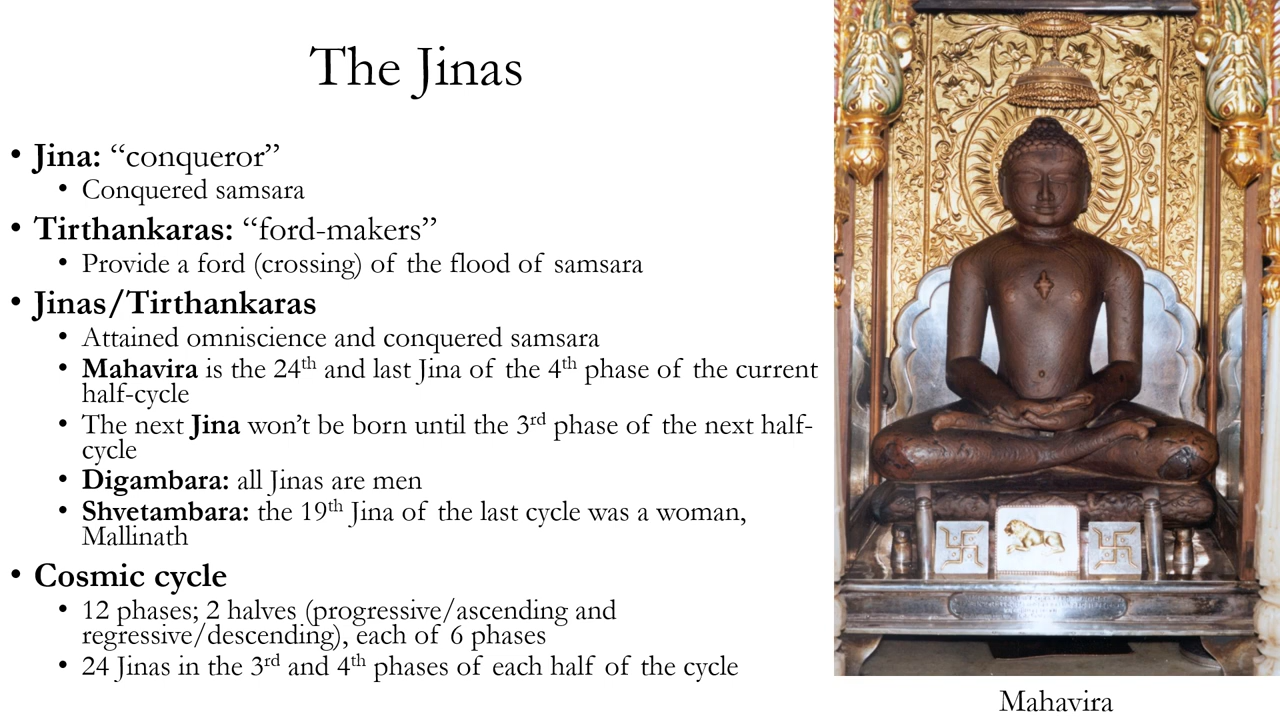 The Jinas
• Jina: “conqueror”
• Conquered samsara
• Tirthankaras: “ford-makers”
• Provide a ford (crossing) of the flood of samsara
• Jinas/Tirthankaras
• Attained omniscience and conquered samsara
• Mahavira is the 24th and last Jina of the 4th phase of the current
half-cycle
• The next Jina won’t be born until the 3rd phase of the next half-
cycle
• Digambara: all Jinas are men
• Shvetambara: the 19th Jina of the last cycle was a woman,
Mallinath
• Cosmic cycle
• 12 phases; 2 halves (progressive/ascending and
regressive/descending), each of 6 phases
• 24 Jinas in the 3rd and 4th phases of each half of the cycle
Mahavira